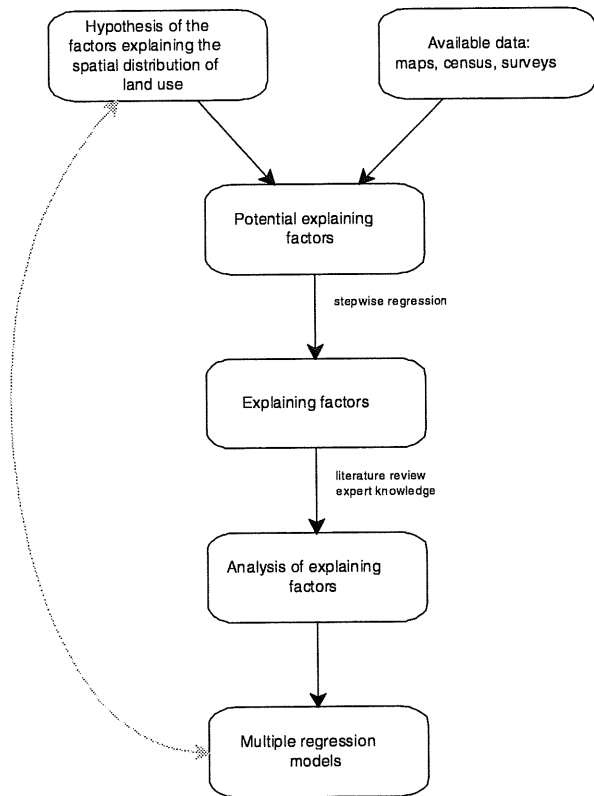 Hypothesis of the
factors explaining the
spatial distribution of
land use
Available data:
maps, census, surveys
Potential explaining
factors
stepwise regression
Explaining factors
literature review
expert knowledge
Analysis of explaining
factors
Multiple regression
models